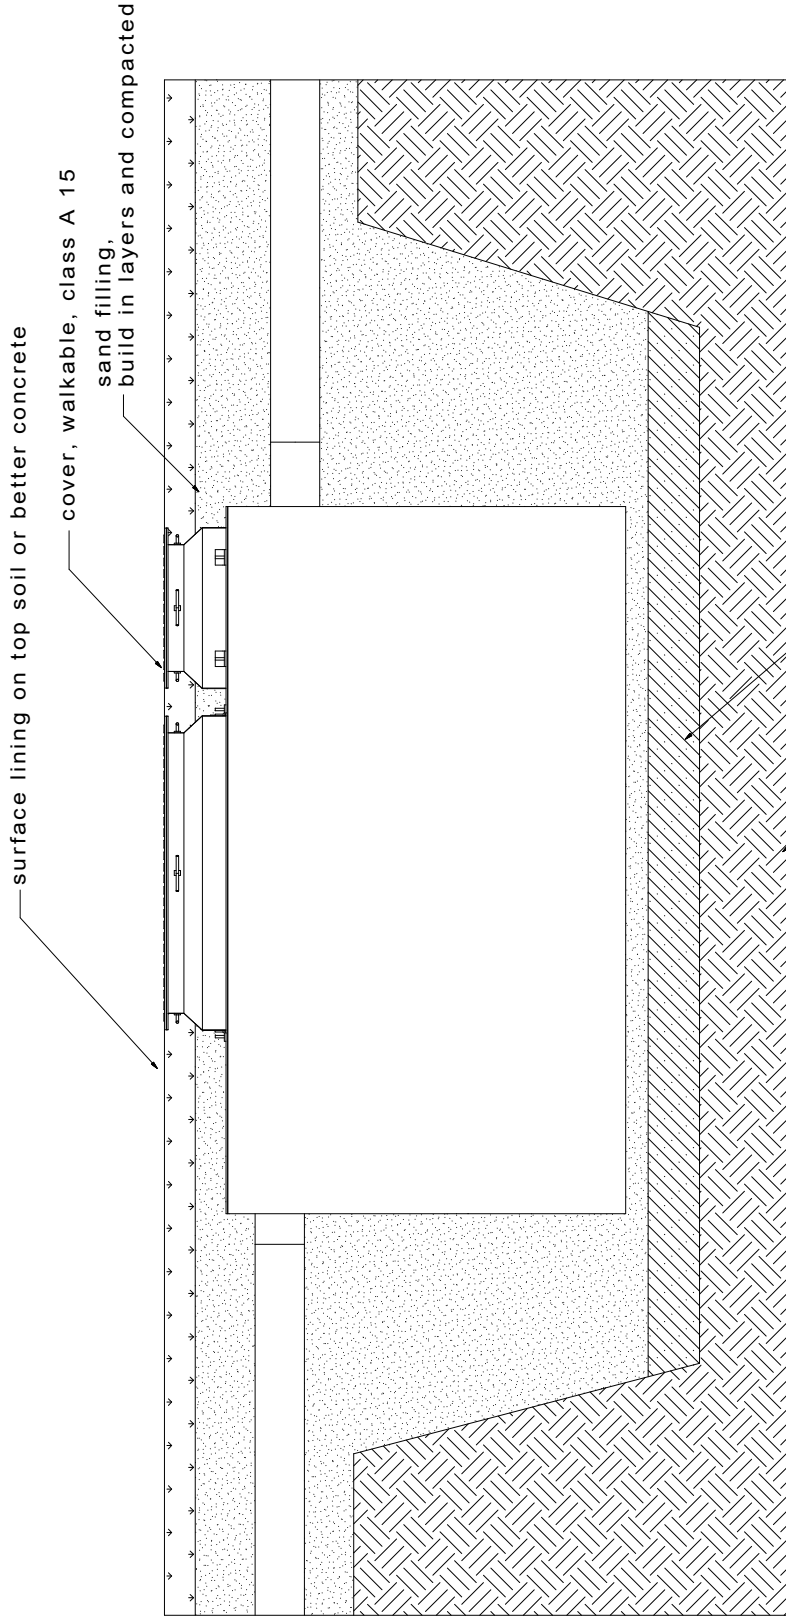 surface lining on top soil or better concrete
cover, walkable, class A 15
sand filling,
build in layers and compacted